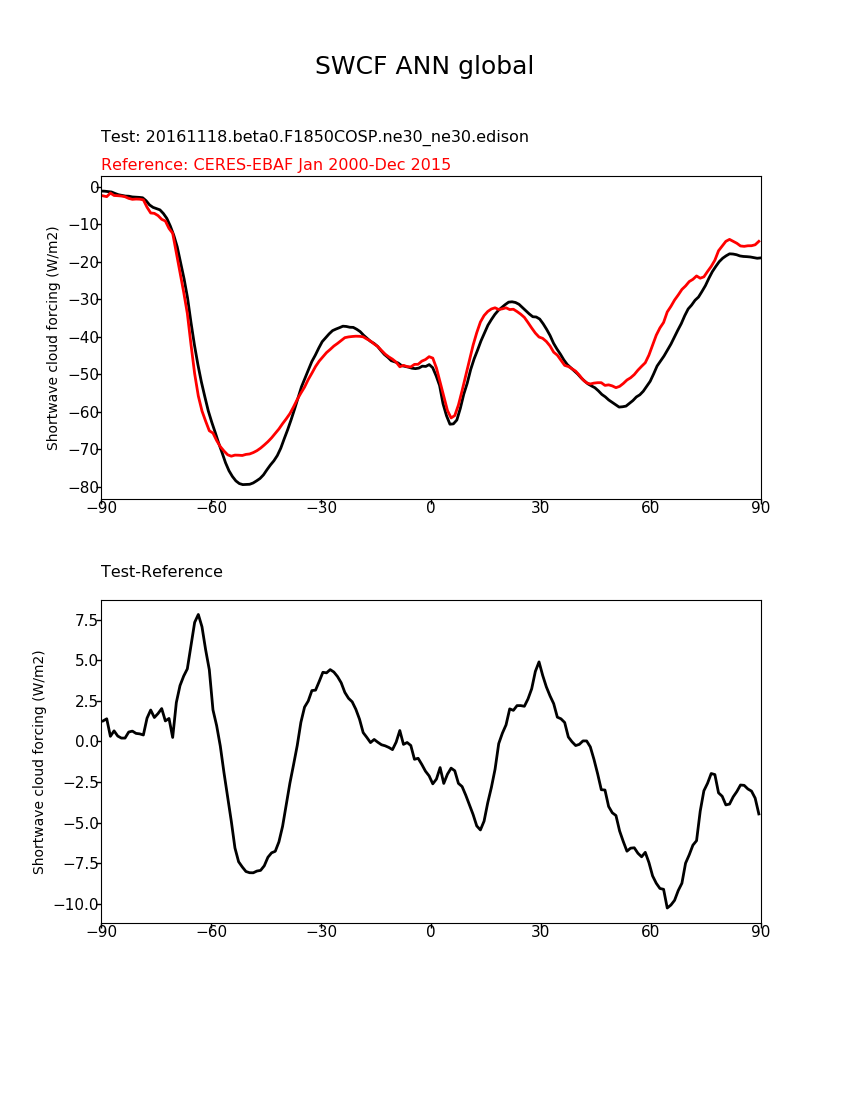 SWCF ANN global
Test: 20161118.beta0.F1850COSP.ne30_ne30.edison
Reference: CERES-EBAF Jan 2000-Dec 2015
Shortwave cloud forcing (W/m2)
0
−10
−20
−30
−40
−50
−60
−70
−80
−90 −60 −30 0 30 60 90
Test-Reference
Shortwave cloud forcing (W/m2)
7.5
5.0
2.5
0.0
−2.5
−5.0
−7.5
−10.0
−90 −60 −30 0 30 60 90